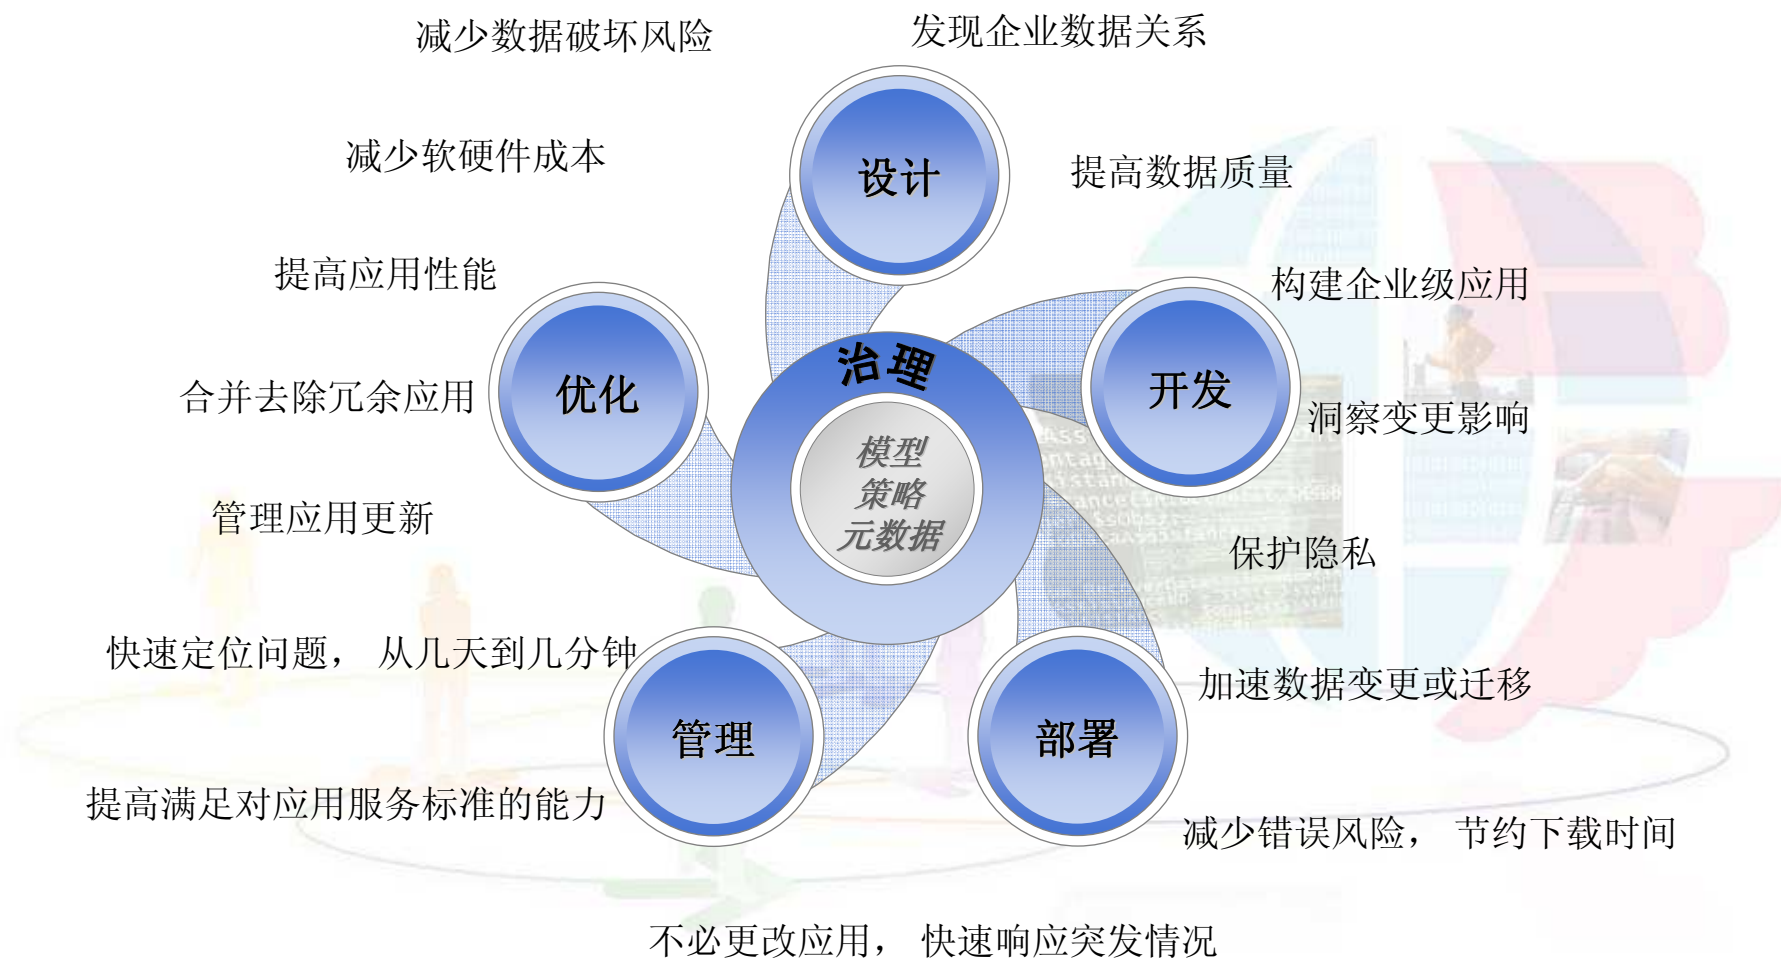 减少数据破坏风险
发现企业数据关系
减少软硬件成本
设计
提高数据质量
提高应用性能
构建企业级应用
治理
优化
开发
合并去除冗余应用
洞察变更影响
模型
策略
元数据
管理应用更新
保护隐私
快速定位问题， 从几天到几分钟
加速数据变更或迁移
管理
部署
提高满足对应用服务标准的能力
减少错误风险， 节约下载时间
不必更改应用， 快速响应突发情况